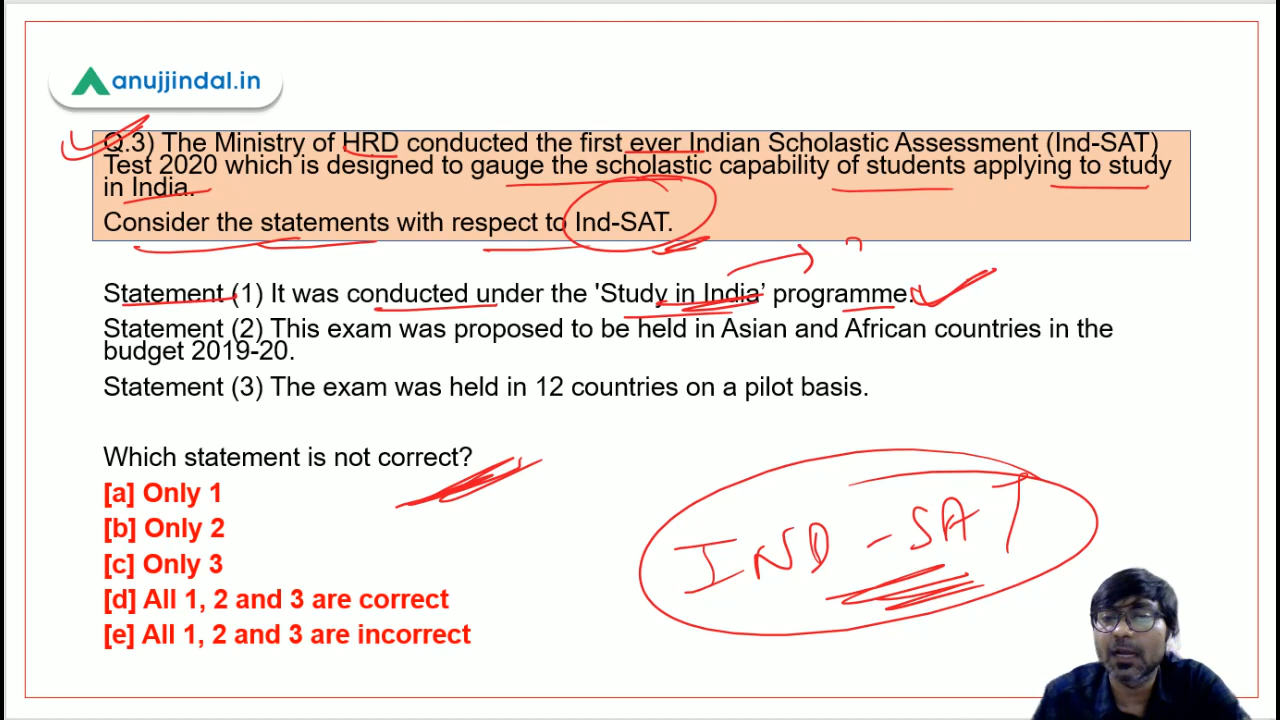 anujjindal.in
Q.3) The Ministry of HRD conducted the first ever Indian Scholastic Assessment (Ind-SAT)
Test 2020 which is designed to gauge the scholastic capability of students applying to study
in India.
Consider the statements with respect to Ind-SAT.
Statement (1) It was conducted under the 'Study in India’ programme.
Statement (2) This exam was proposed to be held in Asian and African countries in the
budget 2019-20.
Statement (3) The exam was held in 12 countries on a pilot basis.
Which statement is not correct?
[a] Only 1
[b] Only 2
[c] Only 3
[d] All 1, 2 and 3 are correct
[e] All 1, 2 and 3 are incorrect
IND - SAT